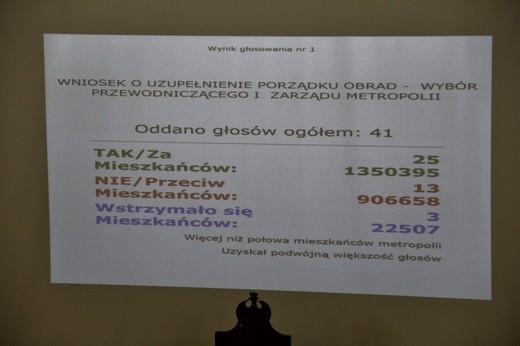 Wynik głosowania nr 1
WNIOSEK O UZUPEŁNIENIE PORZĄDKU OBRAD - WYBÓR
PRZEWODNICZĄCEGO I ZARZĄDU METROPOLII
Oddano głosów ogółem: 41
TAK/Za 25
Mieszkańców: 1350395
NIE/Przeciw 13
Mieszkańców: 906658
Wstrzymało się 3
Mieszkańców: 22507
Więcej niż połowa mieszkańców metropolii
Uzyskał podwójną większość głosów